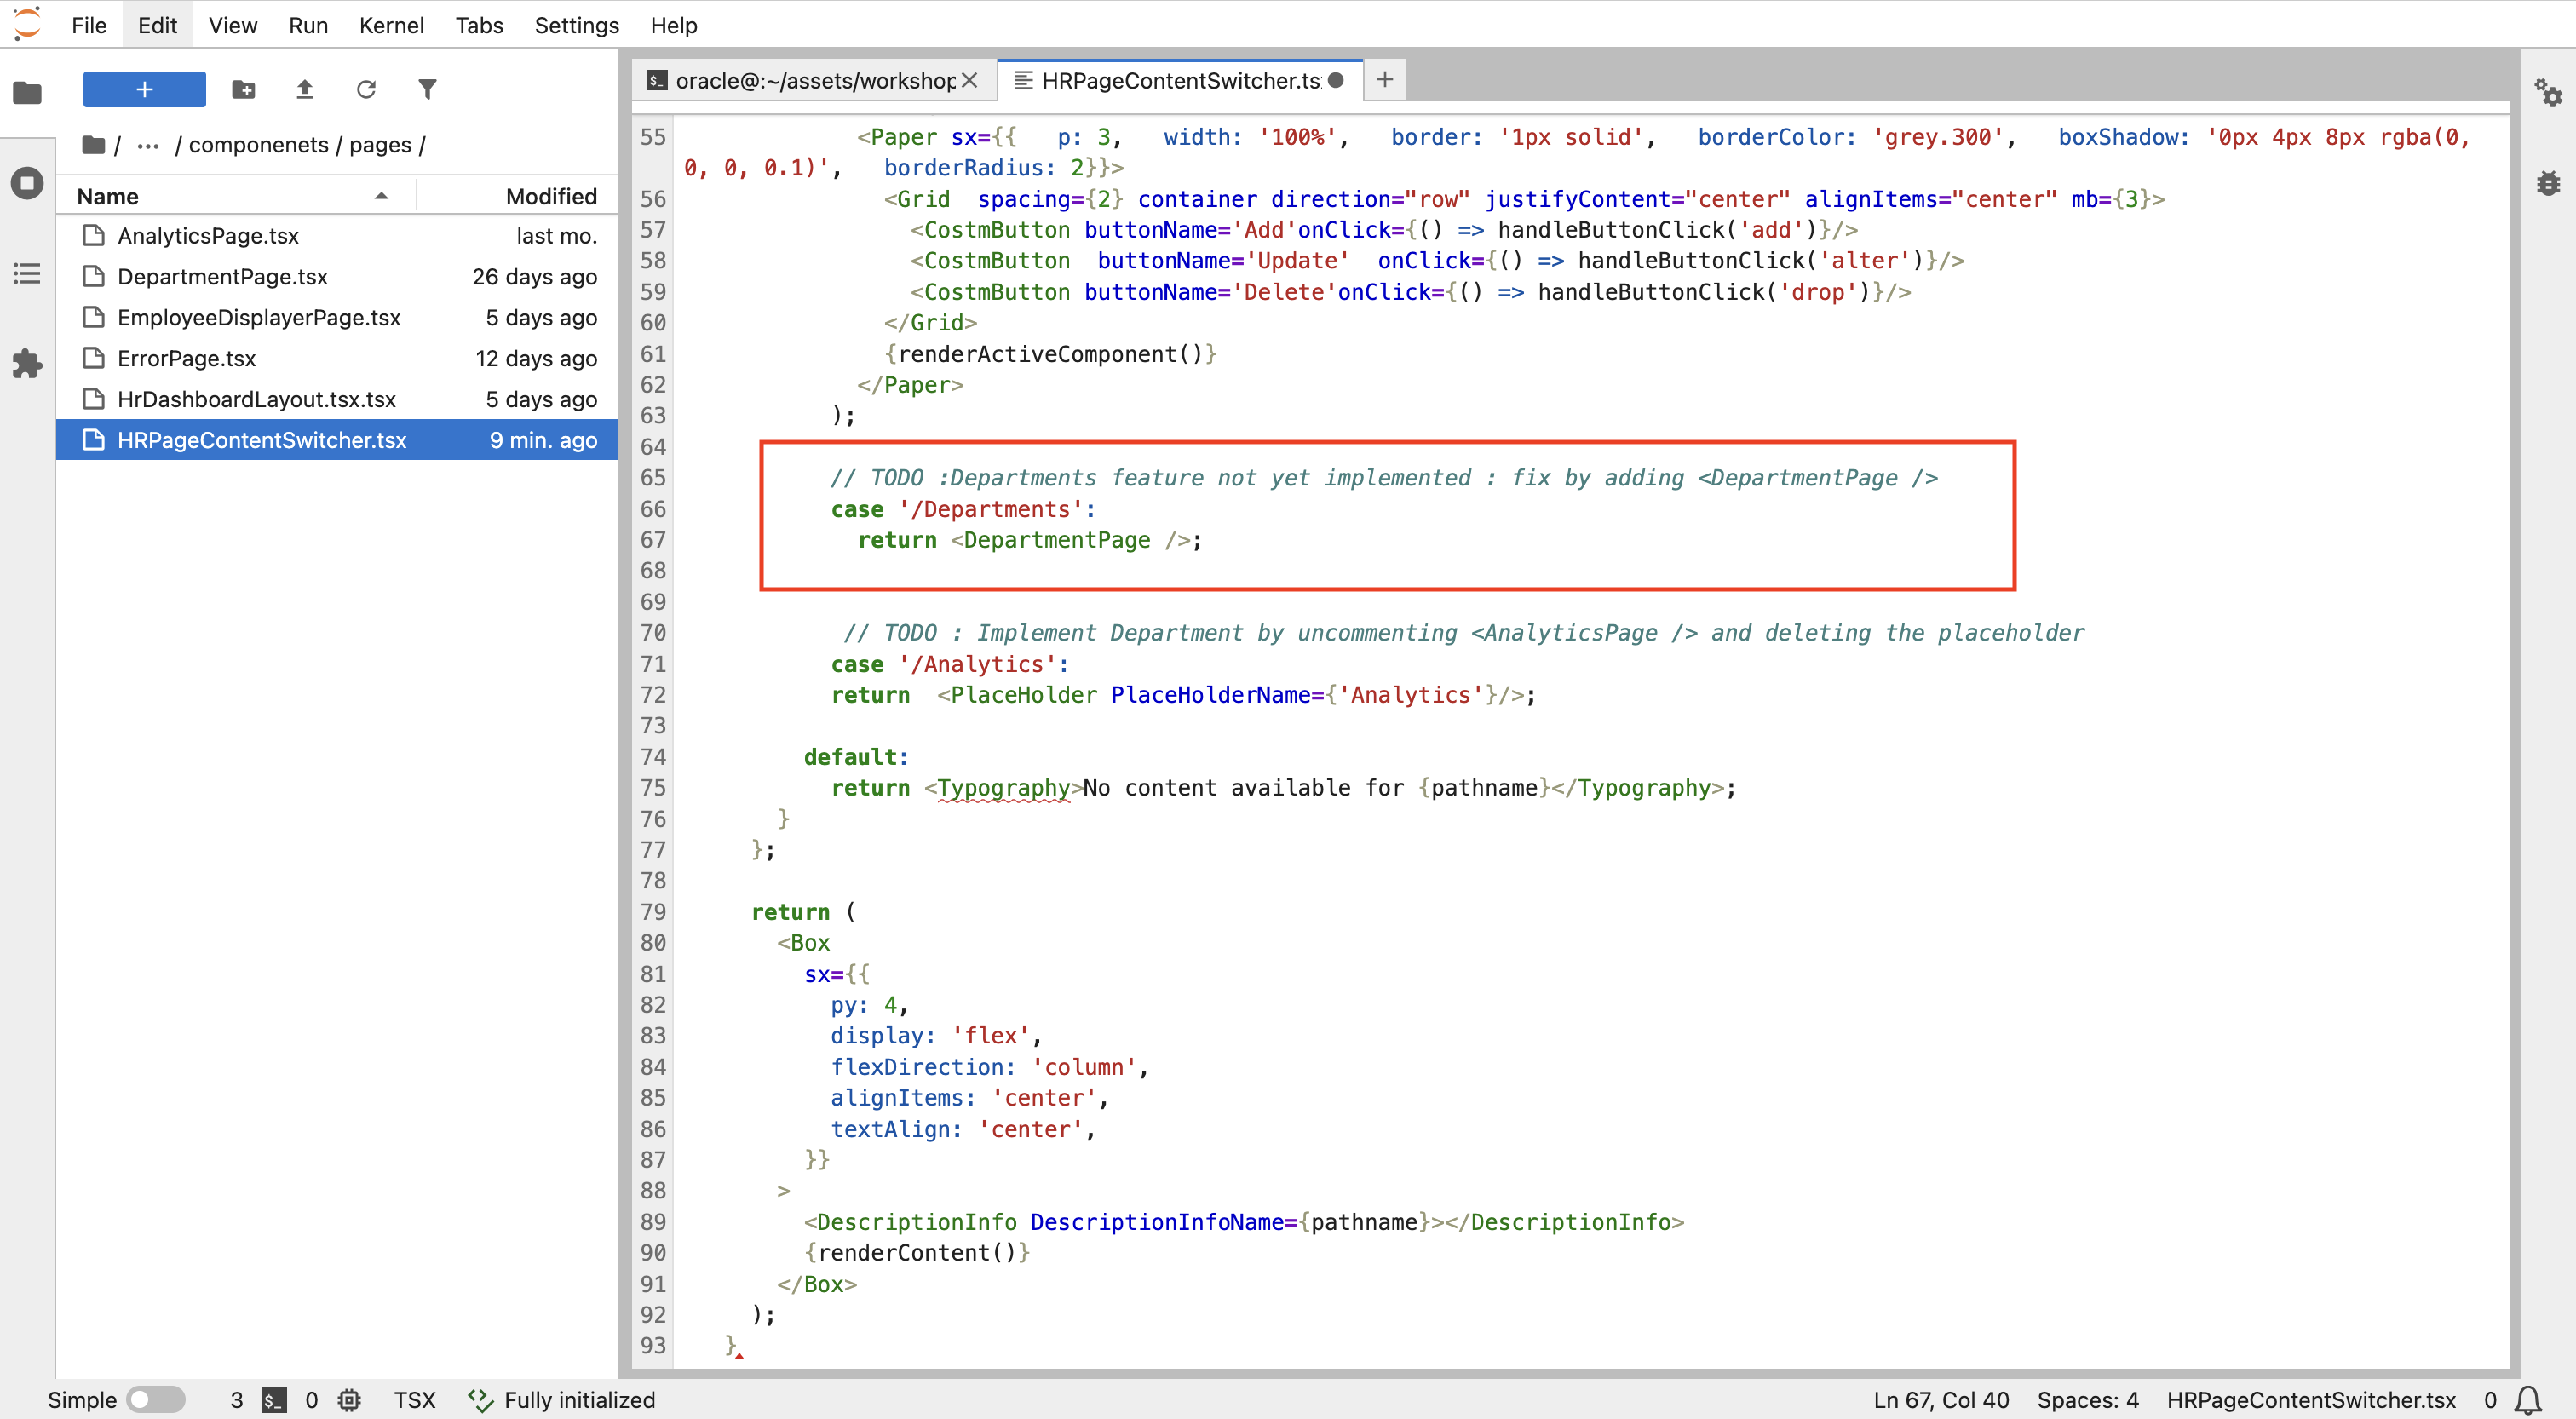 File Edit View Run Kernel Tabs Settings Help
+
/ ··· / componenets / pages /
Name Modified
AnalyticsPage.tsx last mo.
DepartmentPage.tsx 26 days ago
EmployeeDisplayerPage.tsx 5 days ago
ErrorPage.tsx 12 days ago
HrDashboardLayout.tsx.tsx 5 days ago
HRPageContentSwitcher.tsx 9 min. ago
$_ oracle@:~/assets/workshop HRPageContentSwitcher.ts +
55 <Paper sx={{ p: 3, width: '100%', border: '1px solid', borderColor: 'grey.300', boxShadow: '0px 4px 8px rgba(0,
0, 0, 0.1)', borderRadius: 2}}>
56 <Grid spacing={2} container direction="row" justifyContent="center" alignItems="center" mb={3}>
57 <CostmButton buttonName='Add'onClick={() => handleButtonClick('add')}/>
58 <CostmButton buttonName='Update' onClick={() => handleButtonClick('alter')}/>
59 <CostmButton buttonName='Delete'onClick={() => handleButtonClick('drop')}/>
60 </Grid>
61 {renderActiveComponent()}
62 </Paper>
63 );
64
65 // TODO :Departments feature not yet implemented : fix by adding <DepartmentPage />
66 case '/Departments':
67 return <DepartmentPage />;
68
69
70 // TODO : Implement Department by uncommenting <AnalyticsPage /> and deleting the placeholder
71 case '/Analytics':
72 return <PlaceHolder PlaceHolderName={'Analytics'}/>;
73
74 default:
75 return <Typography>No content available for {pathname}</Typography>;
76 }
77 };
78
79 return (
80 <Box
81 sx={{
82 py: 4,
83 display: 'flex',
84 flexDirection: 'column',
85 alignItems: 'center',
86 textAlign: 'center',
87 }}
88 >
89 <DescriptionInfo DescriptionInfoName={pathname}></DescriptionInfo>
90 {renderContent()}
91 </Box>
92 );
93 }
Simple 3 $_ 0 TSX Fully initialized Ln 67, Col 40 Spaces: 4 HRPageContentSwitcher.tsx 0